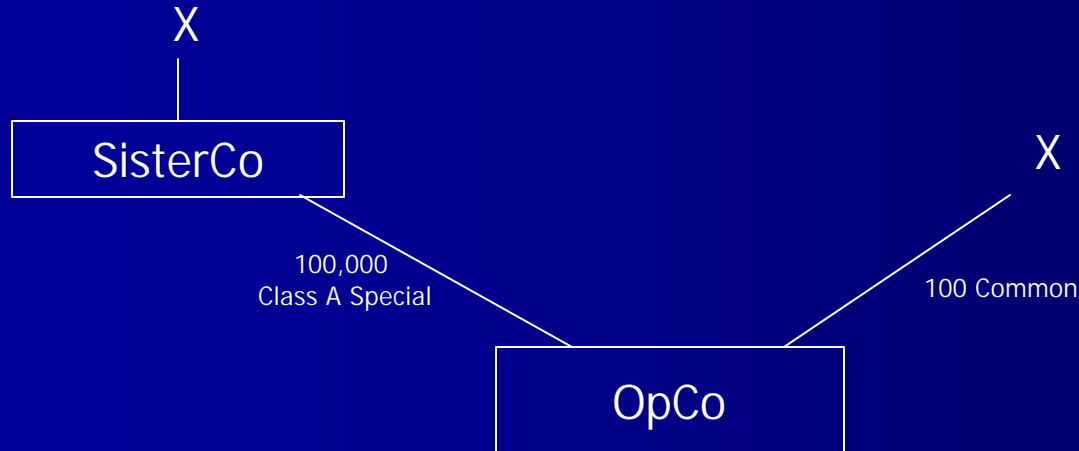 X
SisterCo
X
100,000
Class A Special
100 Common
OpCo